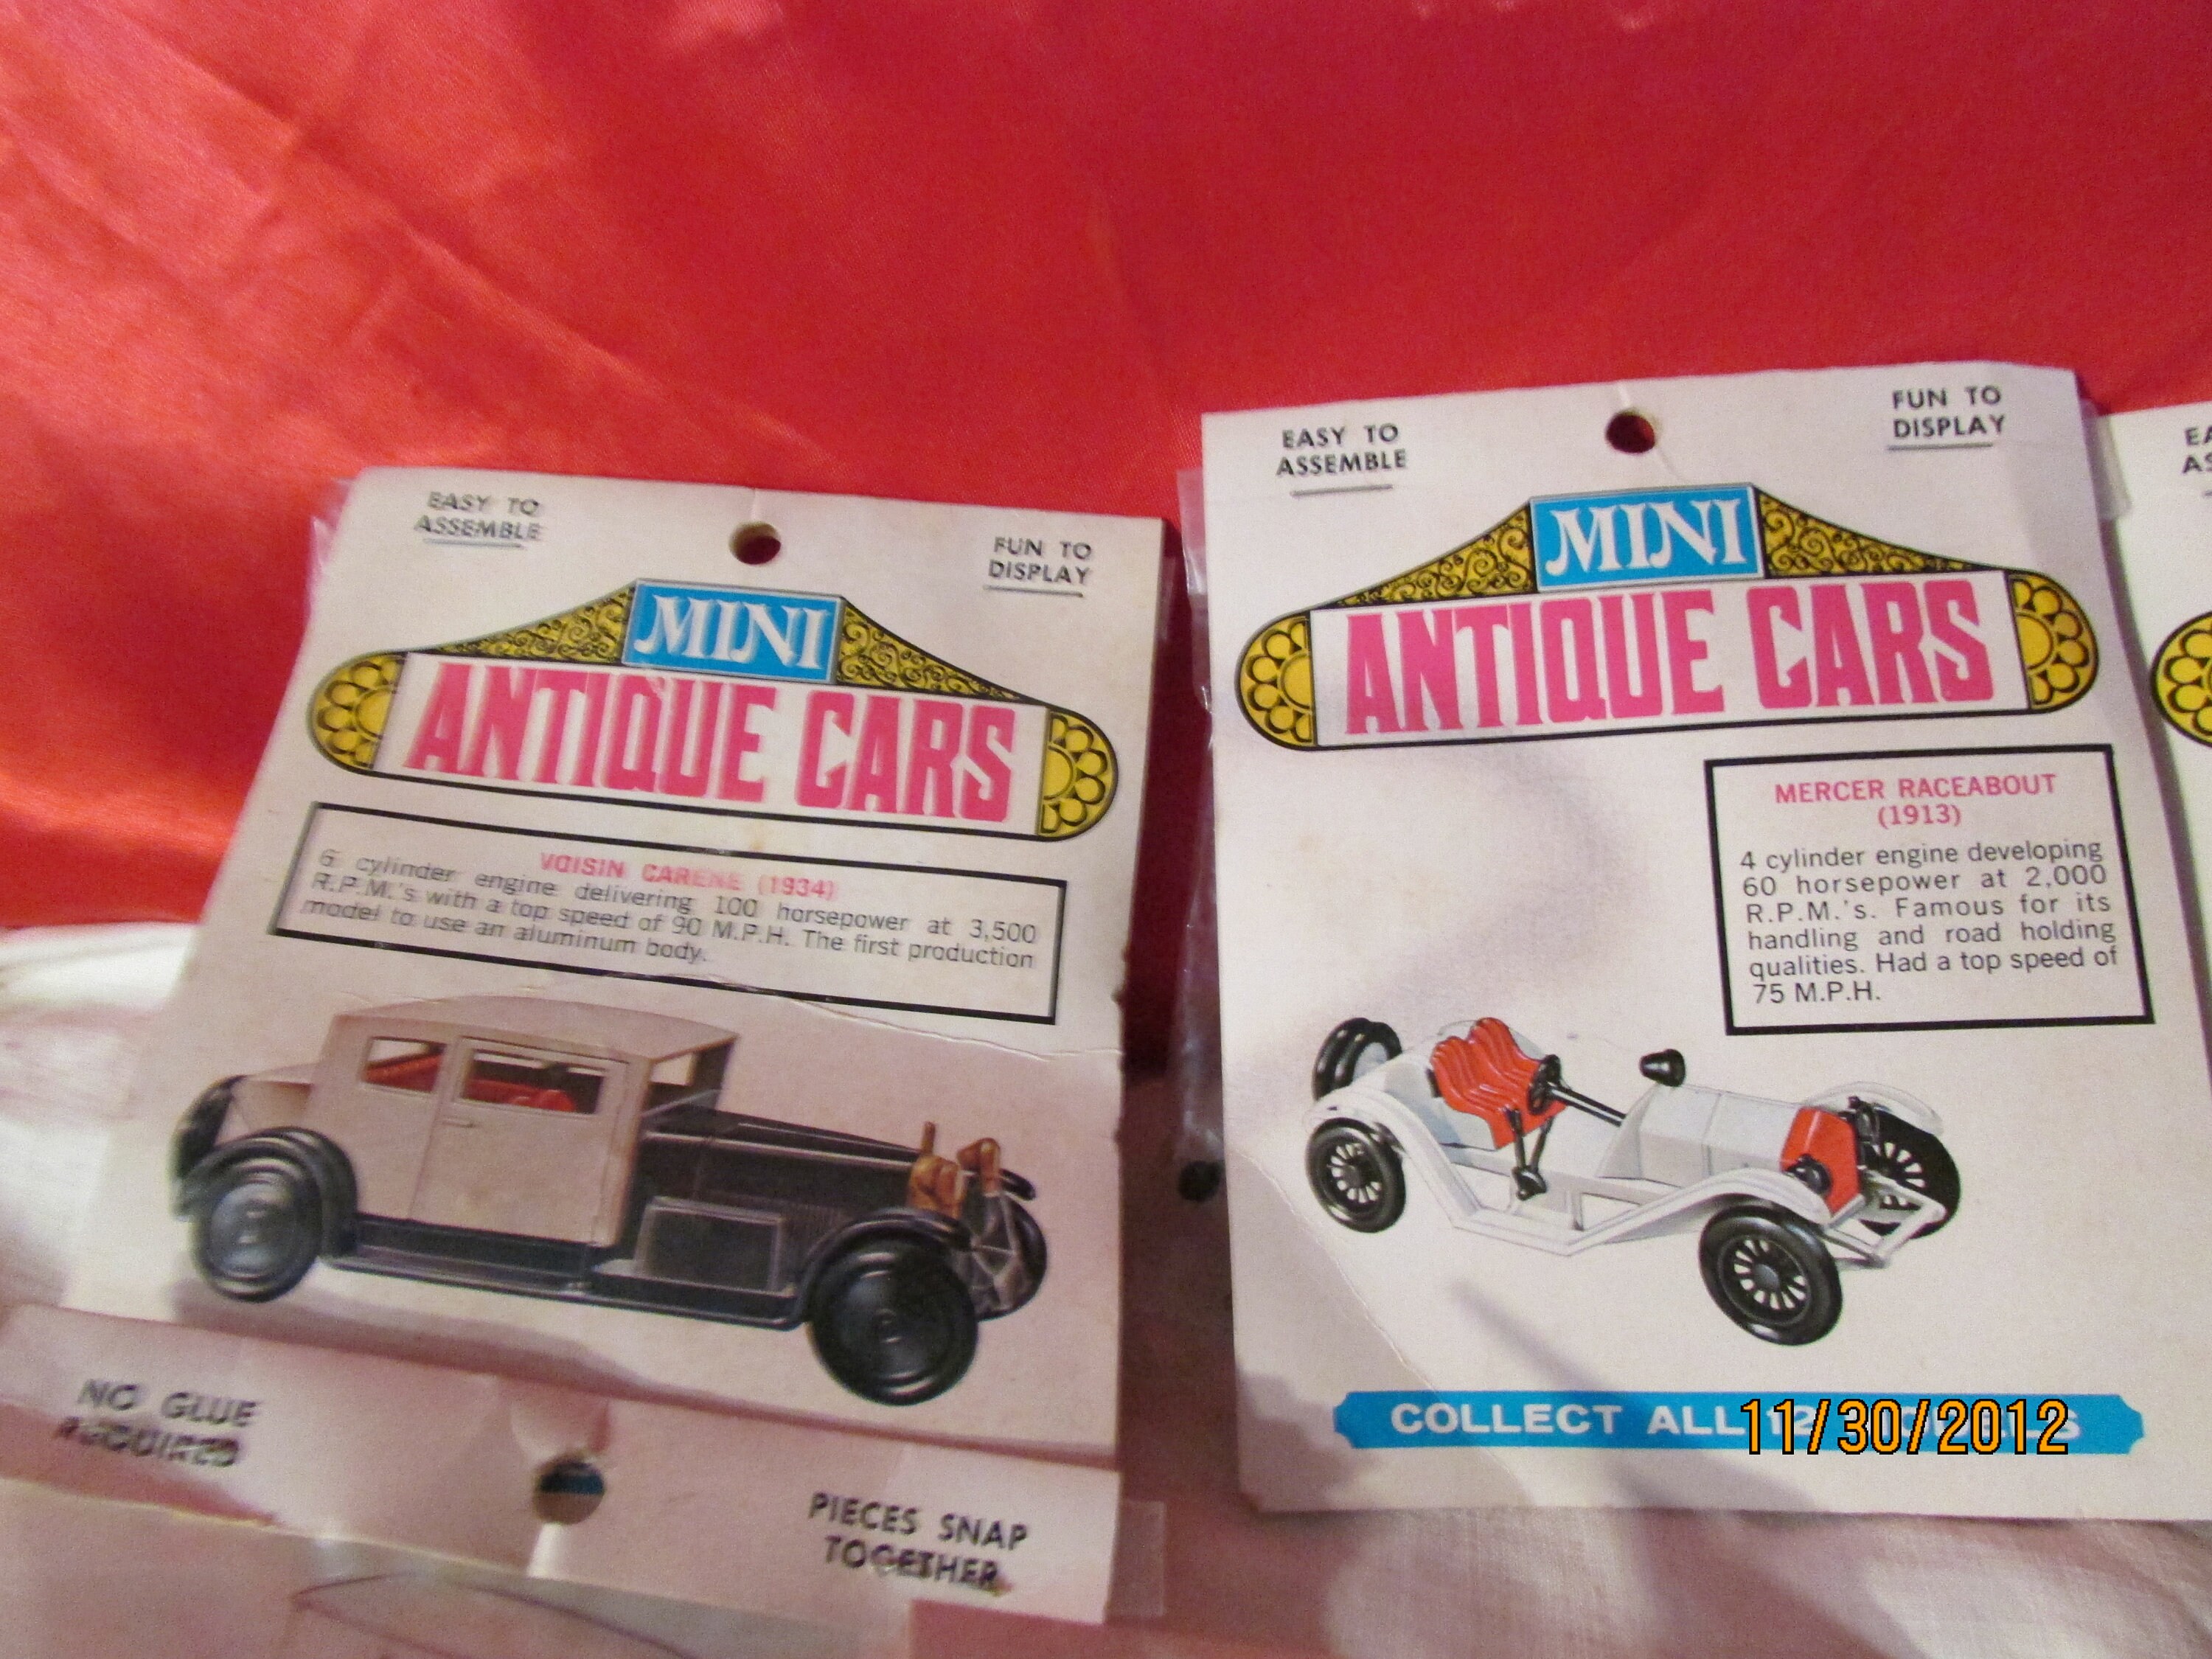 EASY TO
ASSEMBLE
FUN TO
DISPLAY
MINI
ANTIQUE CARS
VOISIN CARENE (1934)
6 cylinder engine delivering 100 horsepower at 3,500
R.P.M.'s with a top speed of 90 M.P.H. The first production
model to use an aluminum body.
NO GLUE
REQUIRED
PIECES SNAP
TOGETHER
EASY TO
ASSEMBLE
FUN TO
DISPLAY
MINI
ANTIQUE CARS
MERCER RACEABOUT
(1913)
4 cylinder engine developing
60 horsepower at 2,000
R.P.M.'s. Famous for its
handling and road holding
qualities. Had a top speed of
75 M.P.H.
COLLECT ALL 12
11/30/2012